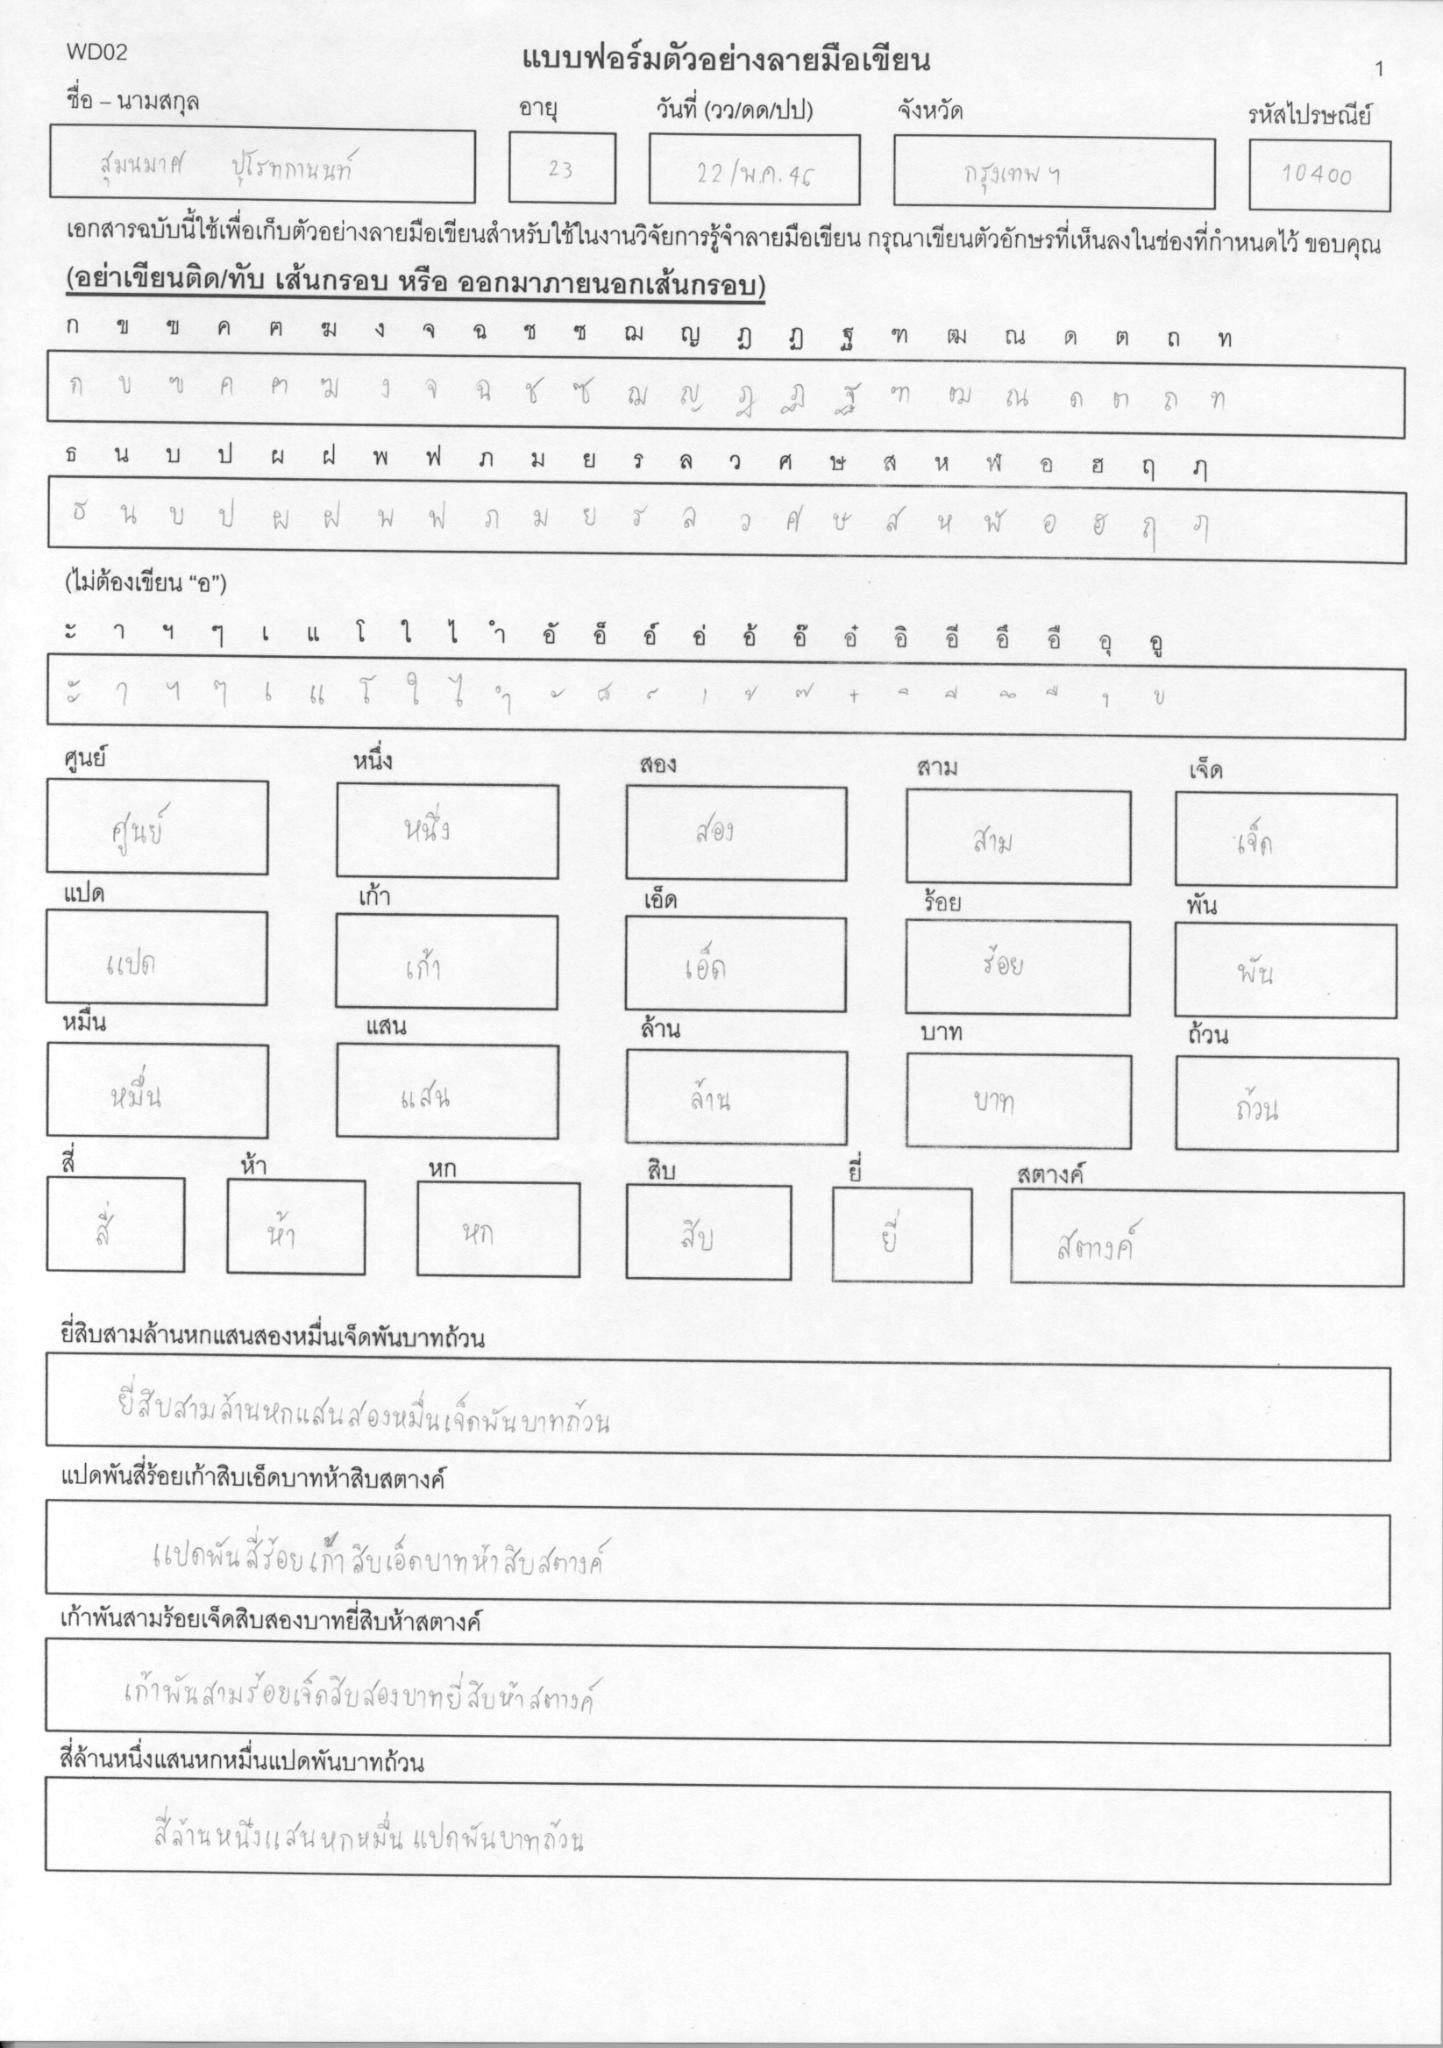 WD02
แบบฟอร์มตัวอย่างลายมือเขียน
1
ชื่อ – นามสกุล อายุ วันที่ (วว/ดด/ปป) จังหวัด รหัสไปรษณีย์
สุมนมาศ ปุโรทกานนท์ 23 22/พ.ค.46 กรุงเทพฯ 10400
เอกสารฉบับนี้ใช้เพื่อเก็บตัวอย่างลายมือเขียนสำหรับใช้ในงานวิจัยการรู้จำลายมือเขียน กรุณาเขียนตัวอักษรที่เห็นลงในช่องที่กำหนดไว้ ขอบคุณ
(อย่าเขียนติด/ทับ เส้นกรอบ หรือ ออกมาภายนอกเส้นกรอบ)
ก ข ฃ ค ฅ ฆ ง จ ฉ ช ซ ฌ ญ ฎ ฏ ฐ ฑ ฒ ณ ด ต ถ ท
ก ข ฃ ค ฅ ฆ ง จ ฉ ช ซ ฌ ญ ฎ ฏ ฐ ฑ ฒ ณ ด ต ถ ท
ธ น บ ป ผ ฝ พ ฟ ภ ม ย ร ล ว ศ ษ ส ห ฬ อ ฮ ฤ ฦ
ธ น บ ป ผ ฝ พ ฟ ภ ม ย ร ล ว ศ ษ ส ห ฬ อ ฮ ฤ ฦ
(ไม่ต้องเขียน “อ”)
ะ า ฯ ๆ เ แ โ ใ ไ ำ อั อ็ อ์ อ่ อ้ อ๊ อ๋ อิ อี อึ อื อุ อู
ะ า ฯ ๆ เ แ โ ใ ไ ำ ั ็ ์ ่ ้ ๊ ๋ ิ ี ึ ื ุ ู
ศูนย์ หนึ่ง สอง สาม เจ็ด
ศูนย์ หนึ่ง สอง สาม เจ็ด
แปด เก้า เอ็ด ร้อย พัน
แปด เก้า เอ็ด ร้อย พัน
หมื่น แสน ล้าน บาท ถ้วน
หมื่น แสน ล้าน บาท ถ้วน
สี่ ห้า หก สิบ ยี่ สตางค์
สี่ ห้า หก สิบ ยี่ สตางค์
ยี่สิบสามล้านหกแสนสองหมื่นเจ็ดพันบาทถ้วน
ยี่สิบสามล้านหกแสนสองหมื่นเจ็ดพันบาทถ้วน
แปดพันสี่ร้อยเก้าสิบเอ็ดบาทห้าสิบสตางค์
แปดพันสี่ร้อยเก้าสิบเอ็ดบาทห้าสิบสตางค์
เก้าพันสามร้อยเจ็ดสิบสองบาทยี่สิบห้าสตางค์
เก้าพันสามร้อยเจ็ดสิบสองบาทยี่สิบห้าสตางค์
สี่ล้านหนึ่งแสนหกหมื่นแปดพันบาทถ้วน
สี่ล้านหนึ่งแสนหกหมื่นแปดพันบาทถ้วน